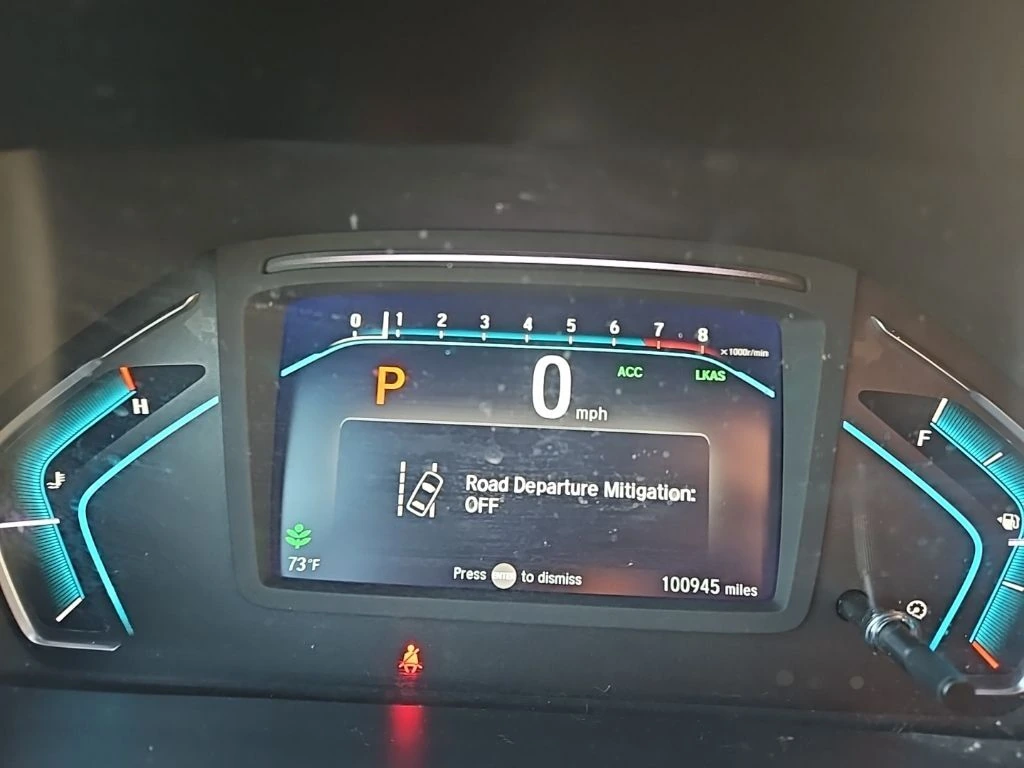 0 1 2 3 4 5 6 7 8
×1000r/min
P 0 mph ACC LKAS
H
F
Road Departure Mitigation:
OFF
73°F
Press ENTER to dismiss
100945 miles